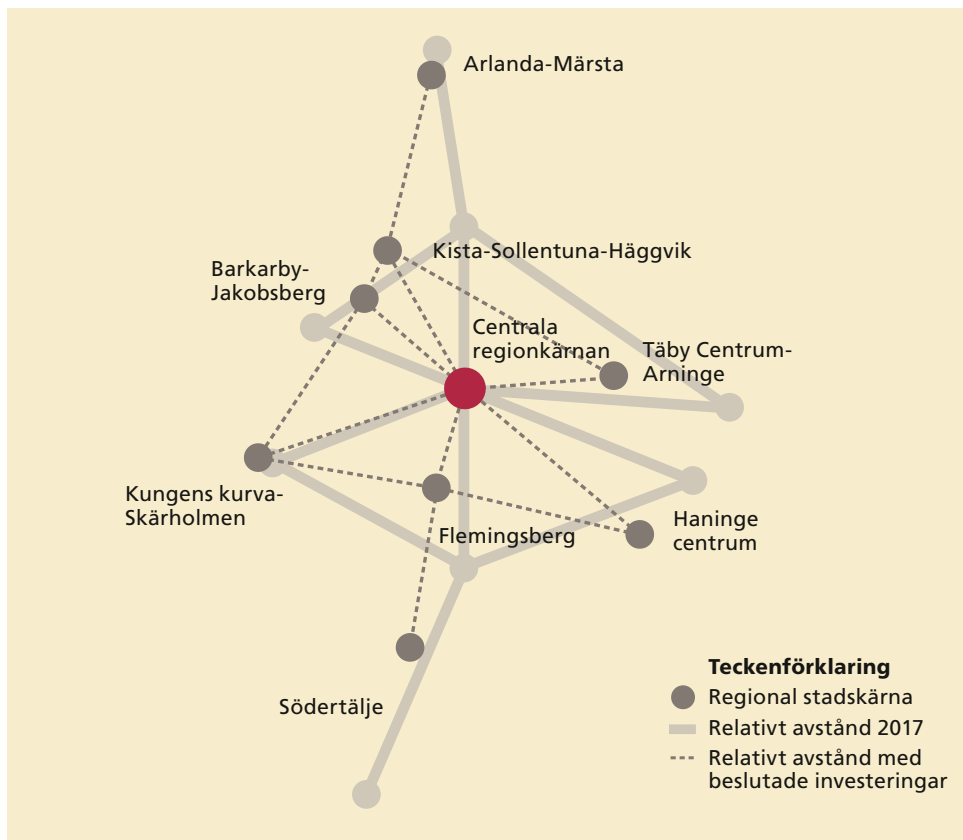 Arlanda-Märsta
Kista-Sollentuna-Häggvik
Barkarby-
Jakobsberg
Centrala
regionkärnan
Täby Centrum-
Arninge
Kungens kurva-
Skärholmen
Flemingsberg
Haninge
centrum
Södertälje
Teckenförklaring
Regional stadskärna
Relativt avstånd 2017
Relativt avstånd med
beslutade investeringar